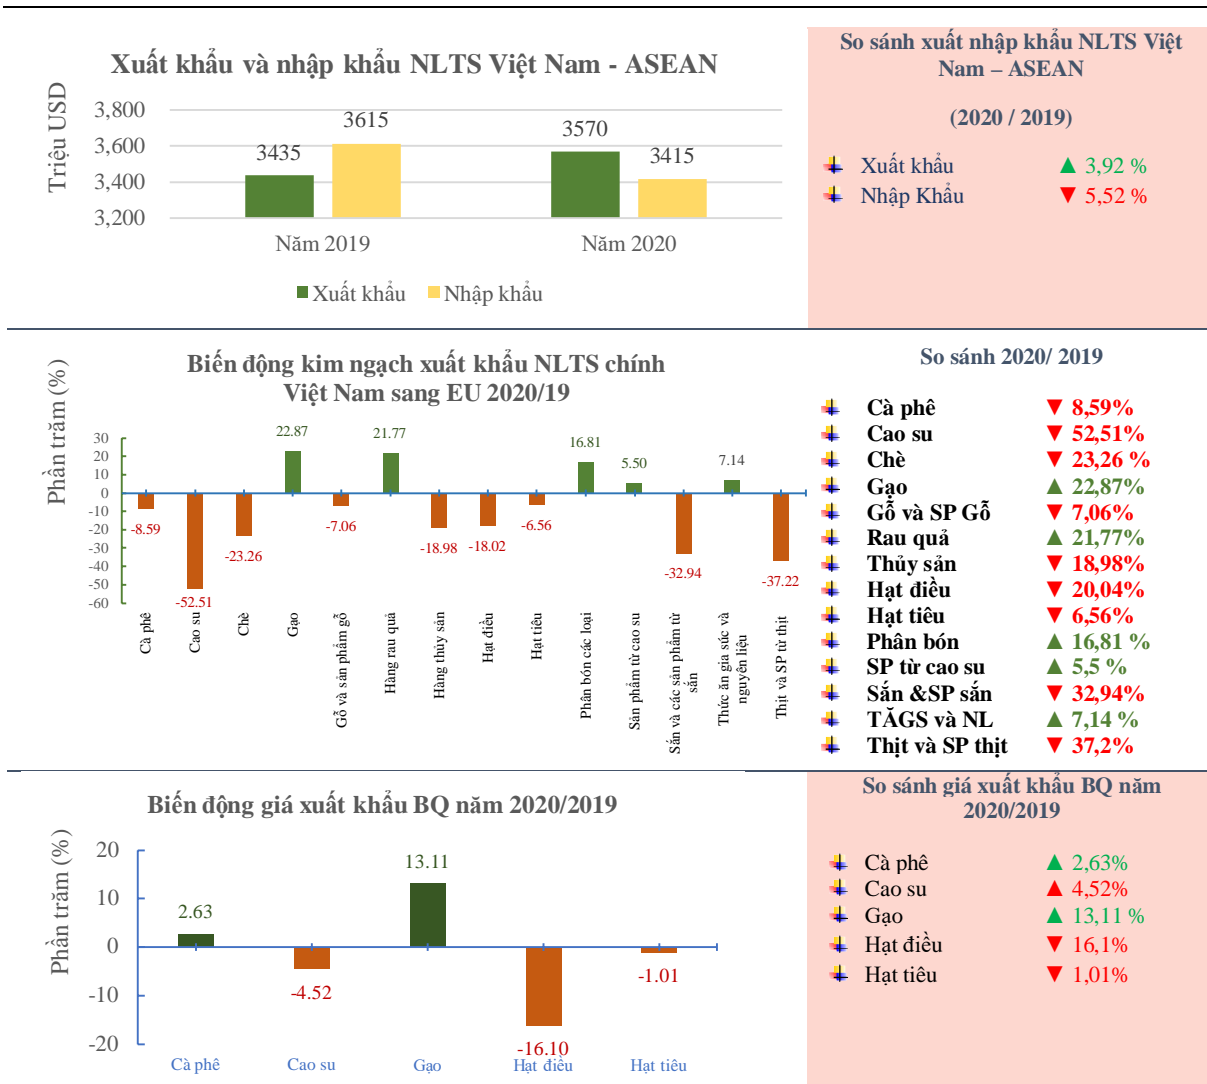 Xuất khẩu và nhập khẩu NLTS Việt Nam - ASEAN
Triệu USD
3,800
3,600
3,400
3,200
3435
3615
3570
3415
Năm 2019
Năm 2020
Xuất khẩu
Nhập khẩu
So sánh xuất nhập khẩu NLTS Việt
Nam – ASEAN
(2020 / 2019)
Xuất khẩu ▲ 3,92 %
Nhập Khẩu ▼ 5,52 %
Biến động kim ngạch xuất khẩu NLTS chính
Việt Nam sang EU 2020/19
Phần trăm (%)
30
20
10
0
-10
-20
-30
-40
-50
-60
-8.59
-52.51
-23.26
22.87
-7.06
21.77
-18.98
-18.02
-6.56
16.81
5.50
-32.94
7.14
-37.22
Cà phê
Cao su
Chè
Gạo
Gỗ và sản phẩm gỗ
Hàng rau quả
Hàng thủy sản
Hạt điều
Hạt tiêu
Phân bón các loại
Sản phẩm từ cao su
Sắn và các sản phẩm từ
sắn
Thức ăn gia súc và
nguyên liệu
Thịt và SP từ thịt
So sánh 2020/ 2019
Cà phê ▼ 8,59%
Cao su ▼ 52,51%
Chè ▼ 23,26 %
Gạo ▲ 22,87%
Gỗ và SP Gỗ ▼ 7,06%
Rau quả ▲ 21,77%
Thủy sản ▼ 18,98%
Hạt điều ▼ 20,04%
Hạt tiêu ▼ 6,56%
Phân bón ▲ 16,81 %
SP từ cao su ▲ 5,5 %
Sắn &SP sắn ▼ 32,94%
TĂGS và NL ▲ 7,14 %
Thịt và SP thịt ▼ 37,2%
Biến động giá xuất khẩu BQ năm 2020/2019
Phần trăm (%)
20
10
0
-10
-20
2.63
-4.52
13.11
-16.10
-1.01
Cà phê
Cao su
Gạo
Hạt điều
Hạt tiêu
So sánh giá xuất khẩu BQ năm
2020/2019
Cà phê ▲ 2,63%
Cao su ▲ 4,52%
Gạo ▲ 13,11 %
Hạt điều ▼ 16,1%
Hạt tiêu ▼ 1,01%